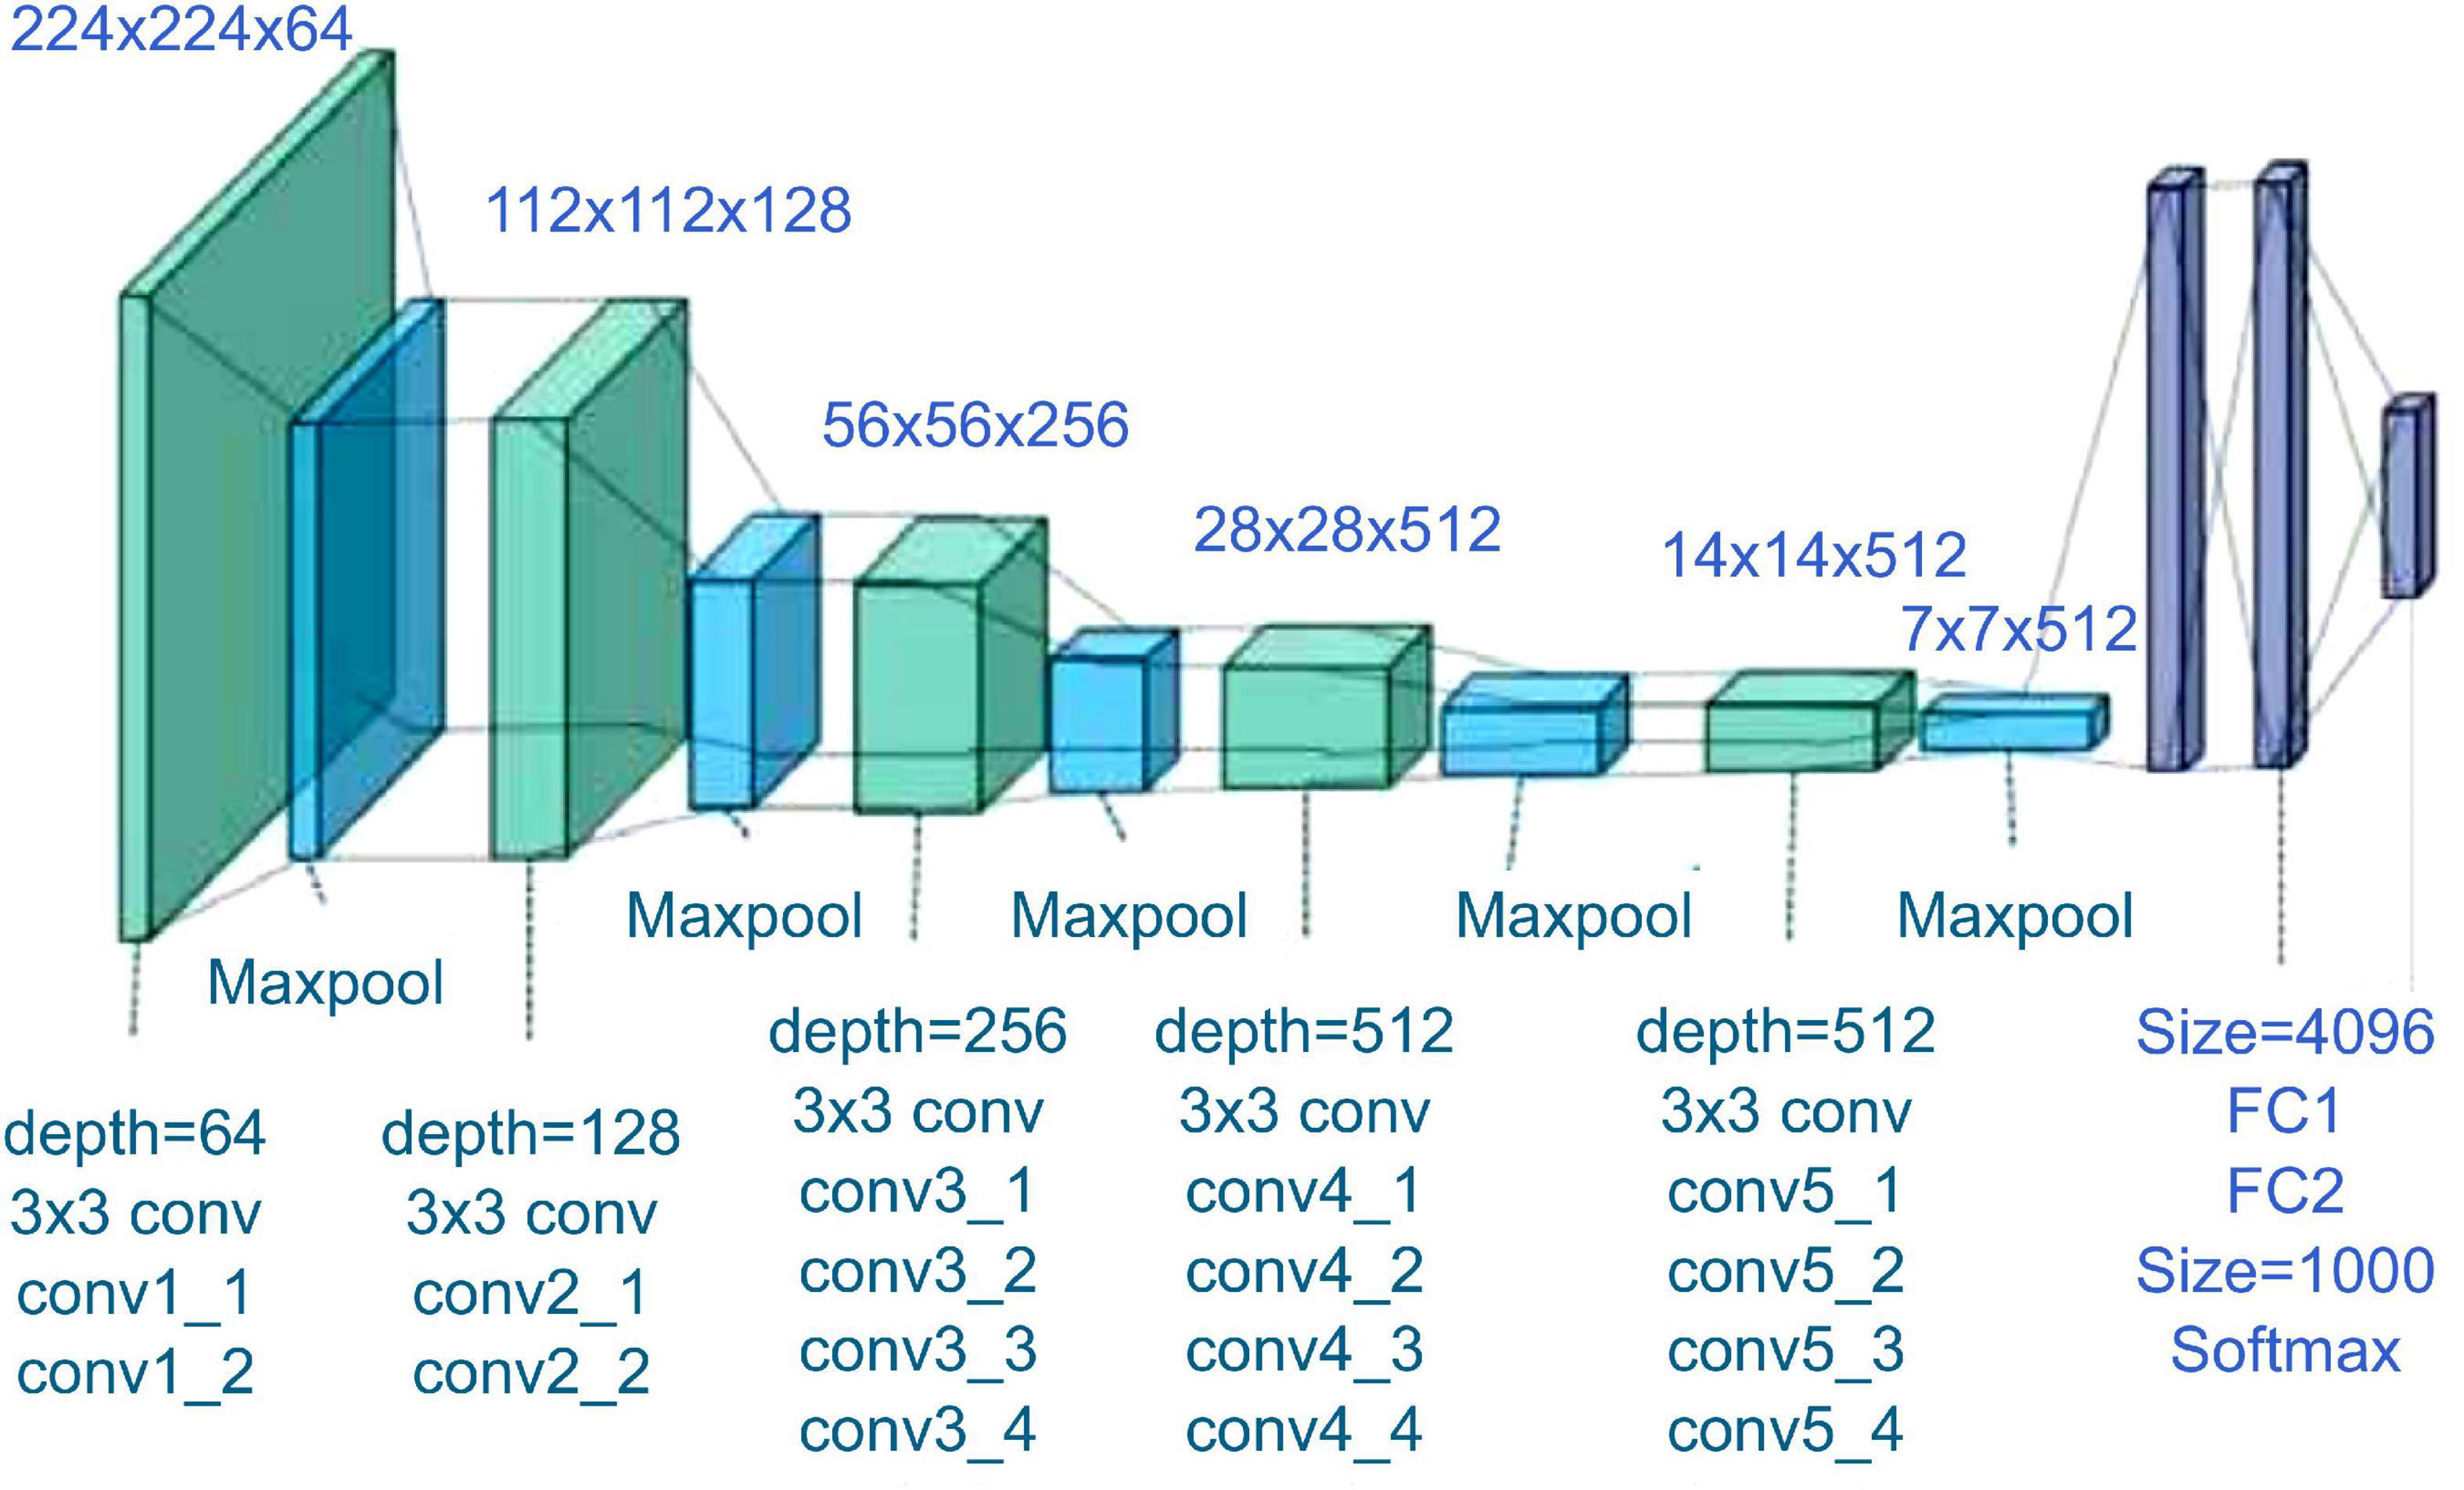 224x224x64
112x112x128
56x56x256
28x28x512
14x14x512
7x7x512
Maxpool
Maxpool
Maxpool
Maxpool
Maxpool
depth=64
3x3 conv
conv1_1
conv1_2
depth=128
3x3 conv
conv2_1
conv2_2
depth=256
3x3 conv
conv3_1
conv3_2
conv3_3
conv3_4
depth=512
3x3 conv
conv4_1
conv4_2
conv4_3
conv4_4
depth=512
3x3 conv
conv5_1
conv5_2
conv5_3
conv5_4
Size=4096
FC1
FC2
Size=1000
Softmax